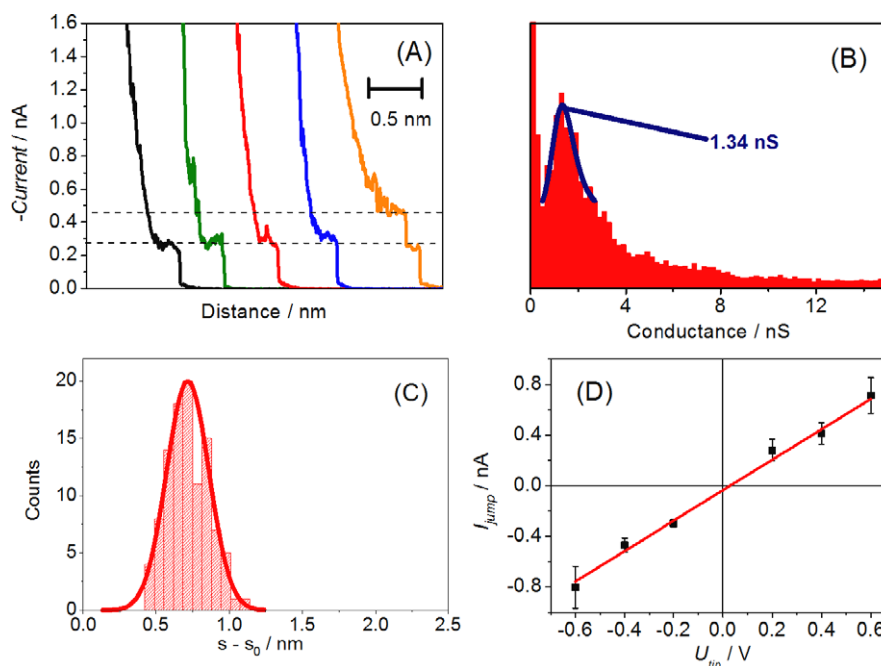 (A)
-Current / nA
1.6
1.4
1.2
1.0
0.8
0.6
0.4
0.2
0.0
0.5 nm
Distance / nm
(B)
1.34 nS
0 4 8 12
Conductance / nS
(C)
Counts
20
15
10
5
0
0.0 0.5 1.0 1.5 2.0 2.5
s - s0 / nm
(D)
Ijump / nA
0.8
0.4
0.0
-0.4
-0.8
-0.6 -0.4 -0.2 0.0 0.2 0.4 0.6
Utip / V